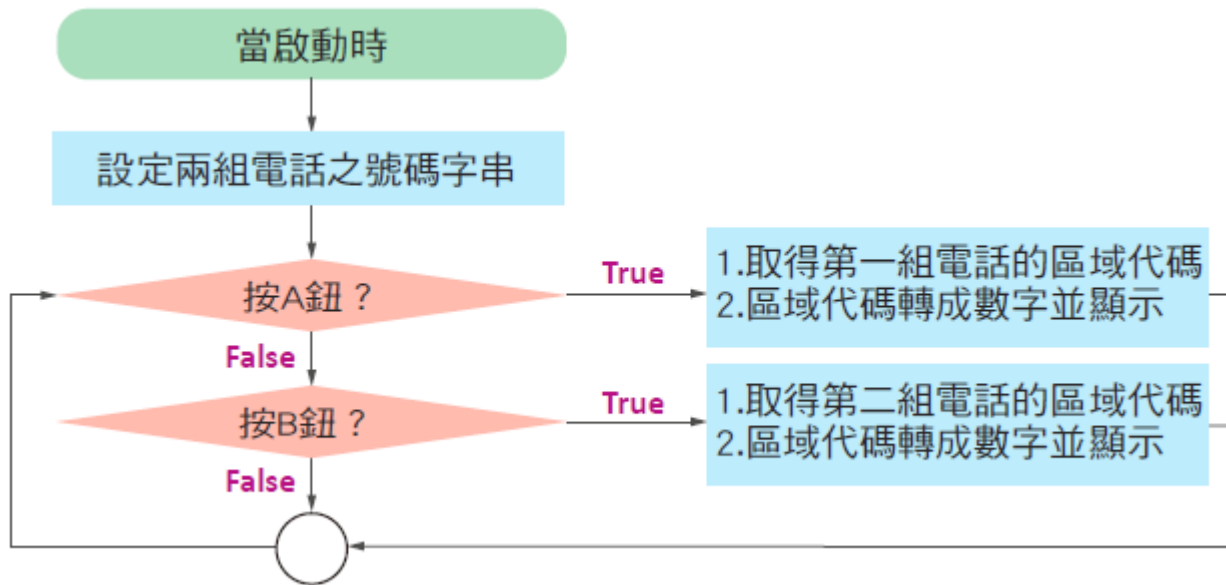 當啟動時
設定兩組電話之號碼字串
按A鈕？
True
1.取得第一組電話的區域代碼
2.區域代碼轉成數字並顯示
False
按B鈕？
True
1.取得第二組電話的區域代碼
2.區域代碼轉成數字並顯示
False